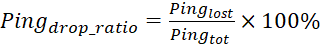 Ping_drop_ratio = Ping_lost / Ping_tot × 100%